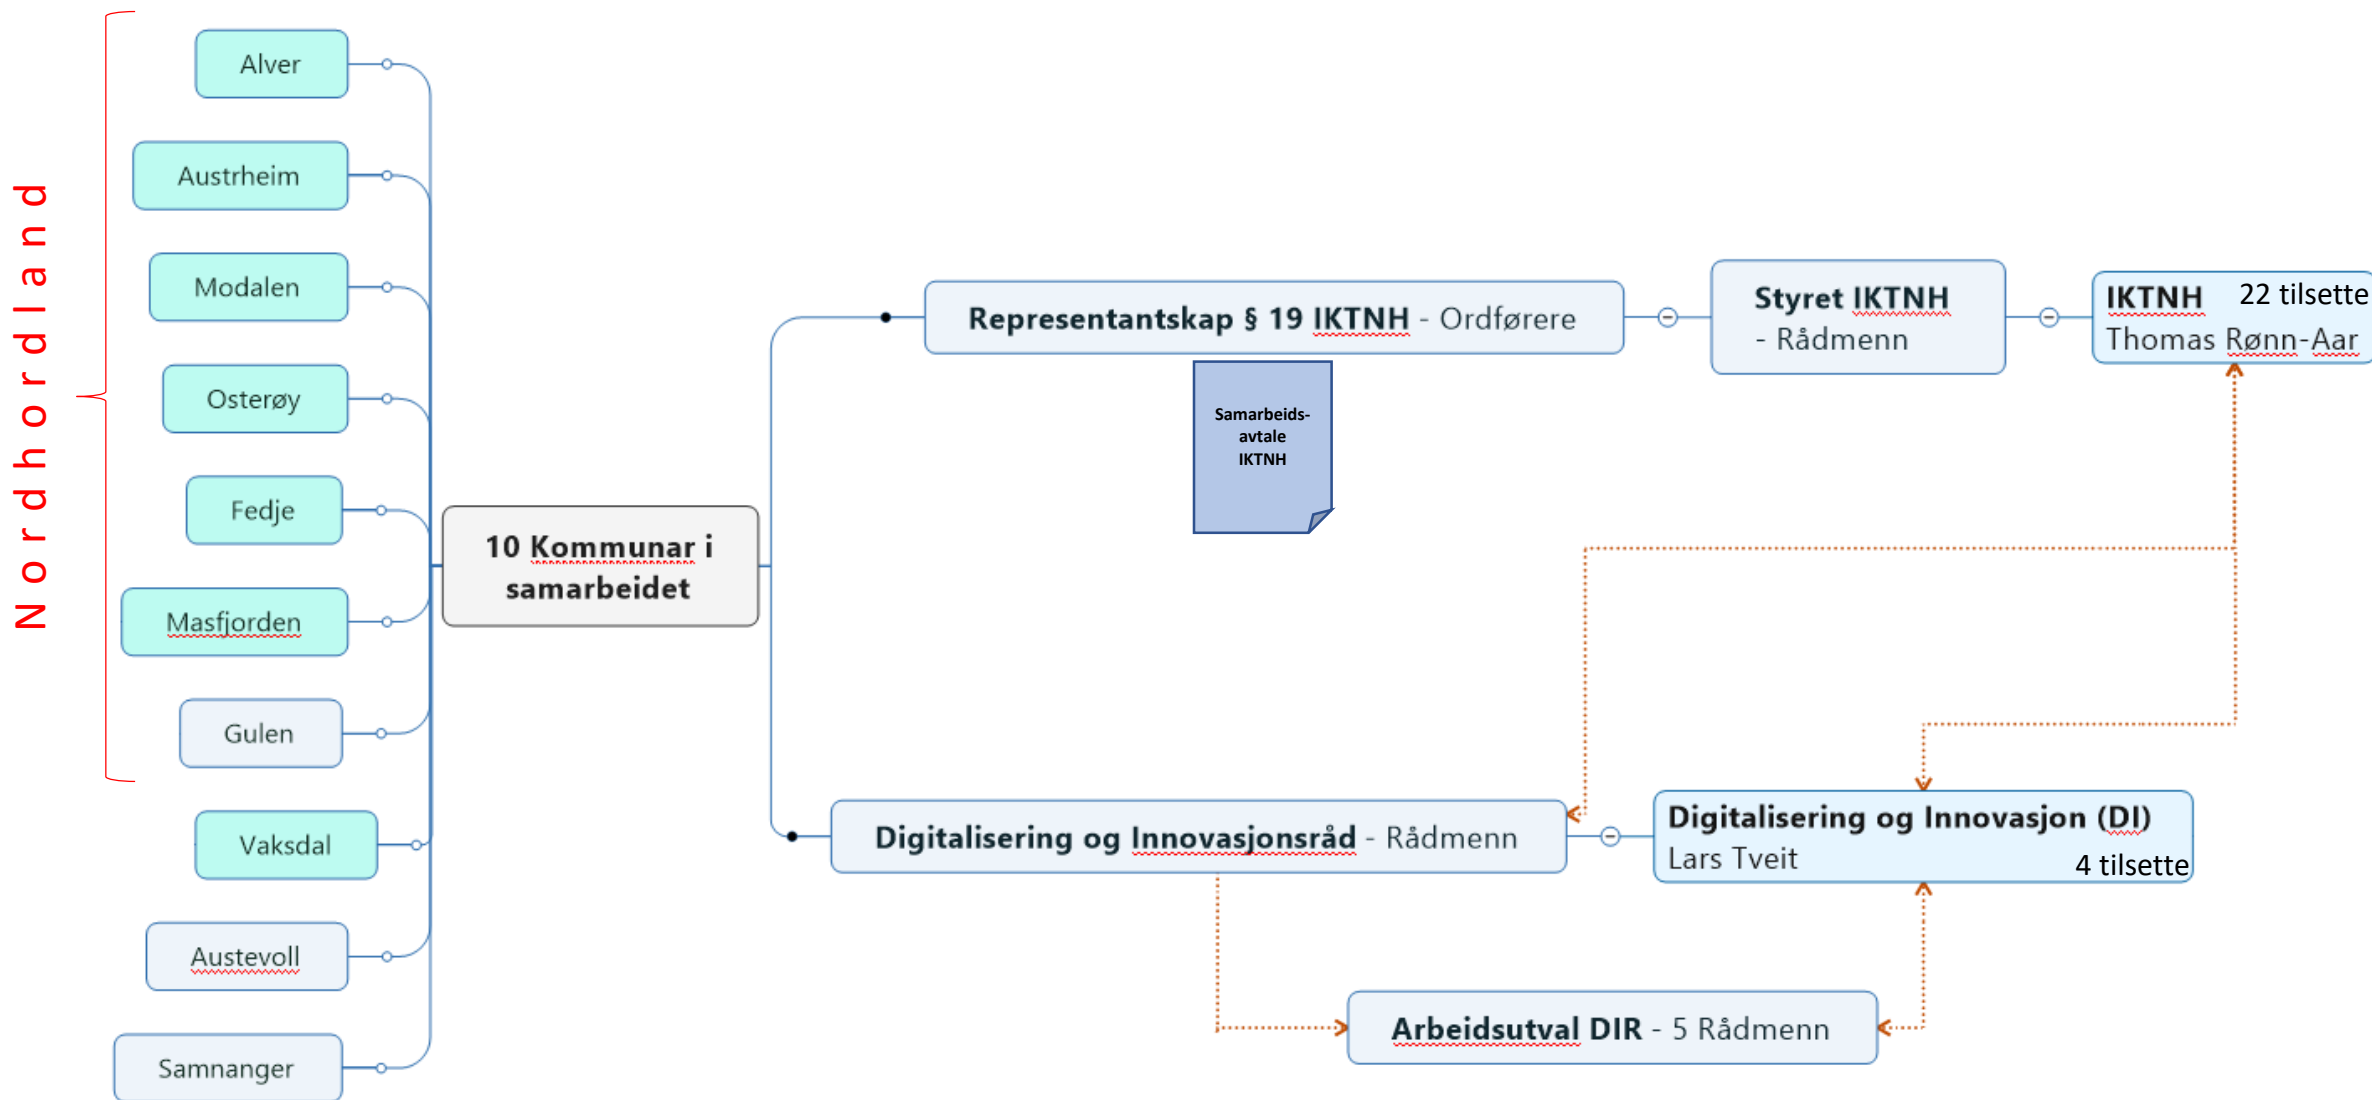 Nordhordland
Alver
Austrheim
Modalen
Osterøy
Fedje
Masfjorden
Gulen
Vaksdal
Austevoll
Samnanger
10 Kommunar i
samarbeidet
Representantskap § 19 IKTNH - Ordførere
Samarbeids-
avtale
IKTNH
Styret IKTNH
- Rådmenn
IKTNH 22 tilsette
Thomas Rønn-Aar
Digitalisering og Innovasjonsråd - Rådmenn
Digitalisering og Innovasjon (DI)
Lars Tveit
4 tilsette
Arbeidsutval DIR - 5 Rådmenn